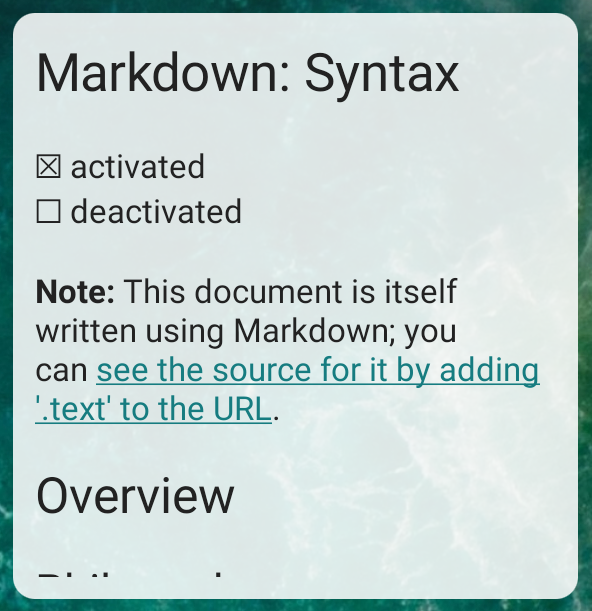 Markdown: Syntax
☒ activated
☐ deactivated
Note: This document is itself
written using Markdown; you
can see the source for it by adding
'.text' to the URL.
Overview